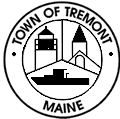 • TOWN OF TREMONT •
MAINE